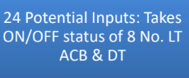 24 Potential Inputs: Takes
ON/OFF status of 8 No. LT
ACB & DT